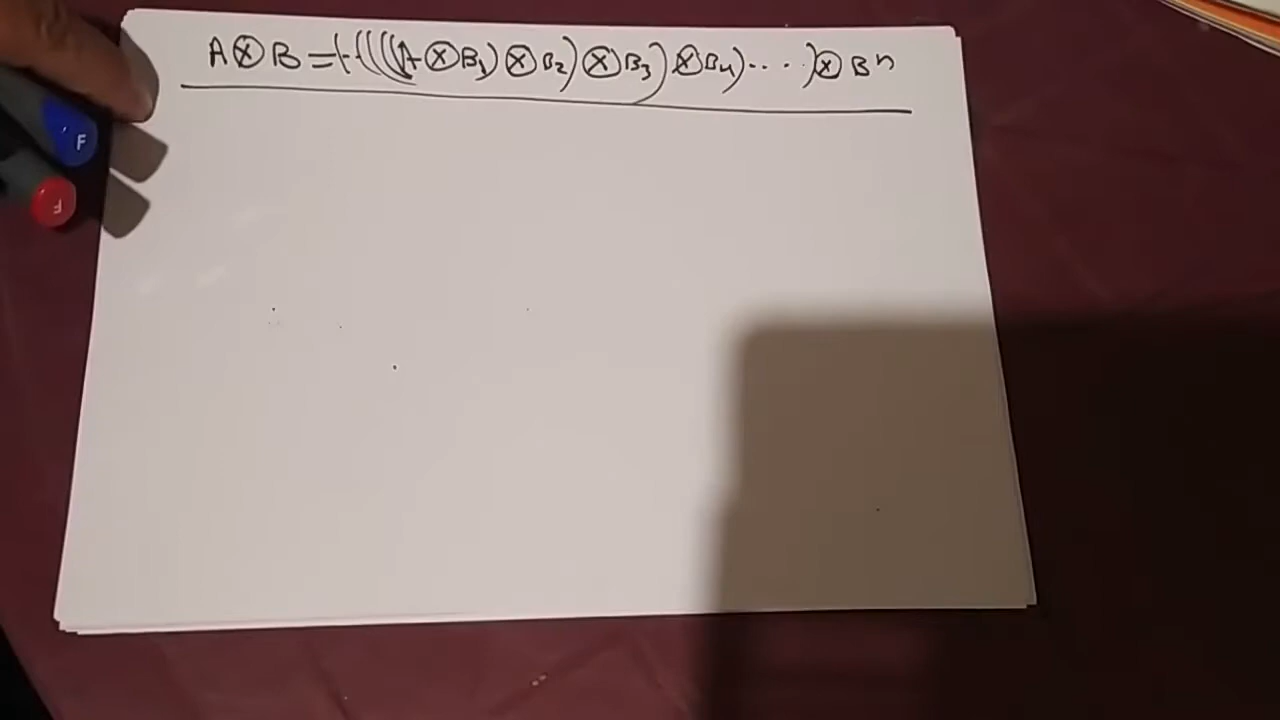 A ⊗ B = (···((((A ⊗ B₁) ⊗ B₂) ⊗ B₃) ⊗ B₄) ····) ⊗ Bⁿ
F
F